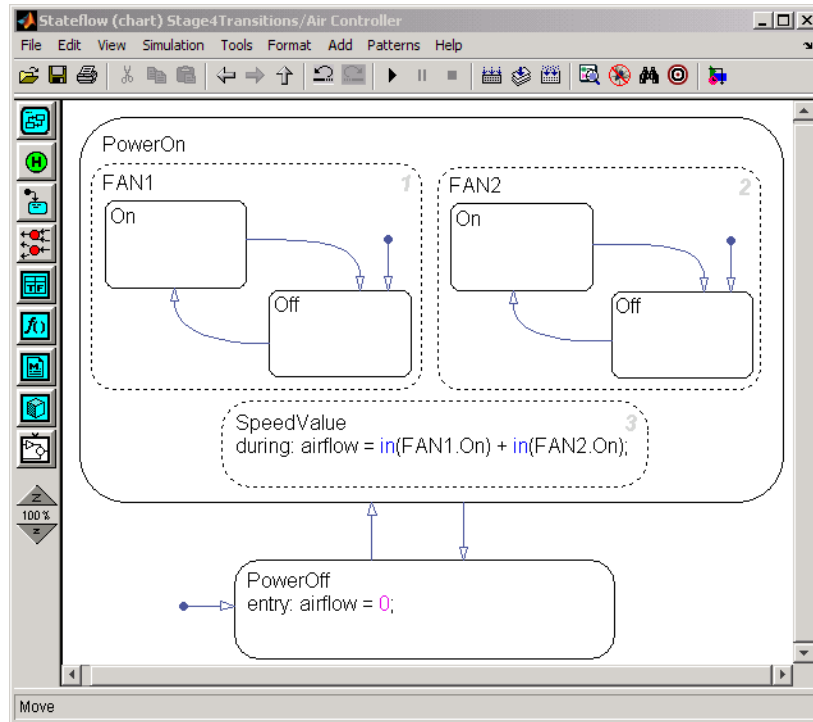 Stateflow (chart) Stage4Transitions/Air Controller
File Edit View Simulation Tools Format Add Patterns Help
PowerOn
FAN1 1
On
Off
FAN2 2
On
Off
SpeedValue 3
during: airflow = in(FAN1.On) + in(FAN2.On);
PowerOff
entry: airflow = 0;
H
TF
f()
M
Z
100 %
z
Move